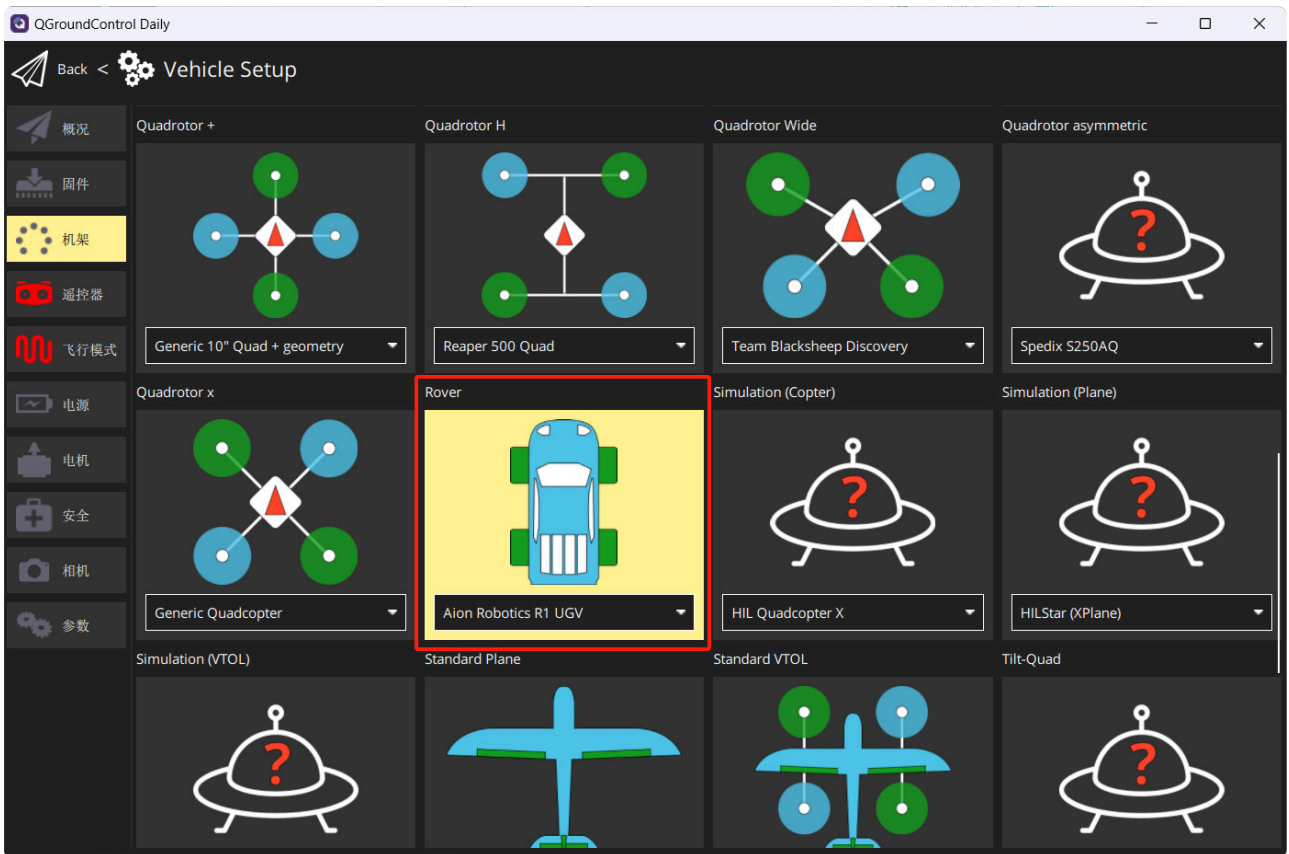 QGroundControl Daily
Back < Vehicle Setup
概况
固件
机架
遥控器
飞行模式
电源
电机
安全
相机
参数
Quadrotor + Quadrotor H Quadrotor Wide Quadrotor asymmetric
?
Generic 10" Quad + geometry Reaper 500 Quad Team Blacksheep Discovery Spedix S250AQ
Quadrotor x Rover Simulation (Copter) Simulation (Plane)
? ?
Generic Quadcopter Aion Robotics R1 UGV HIL Quadcopter X HILStar (XPlane)
Simulation (VTOL) Standard Plane Standard VTOL Tilt-Quad
? ?